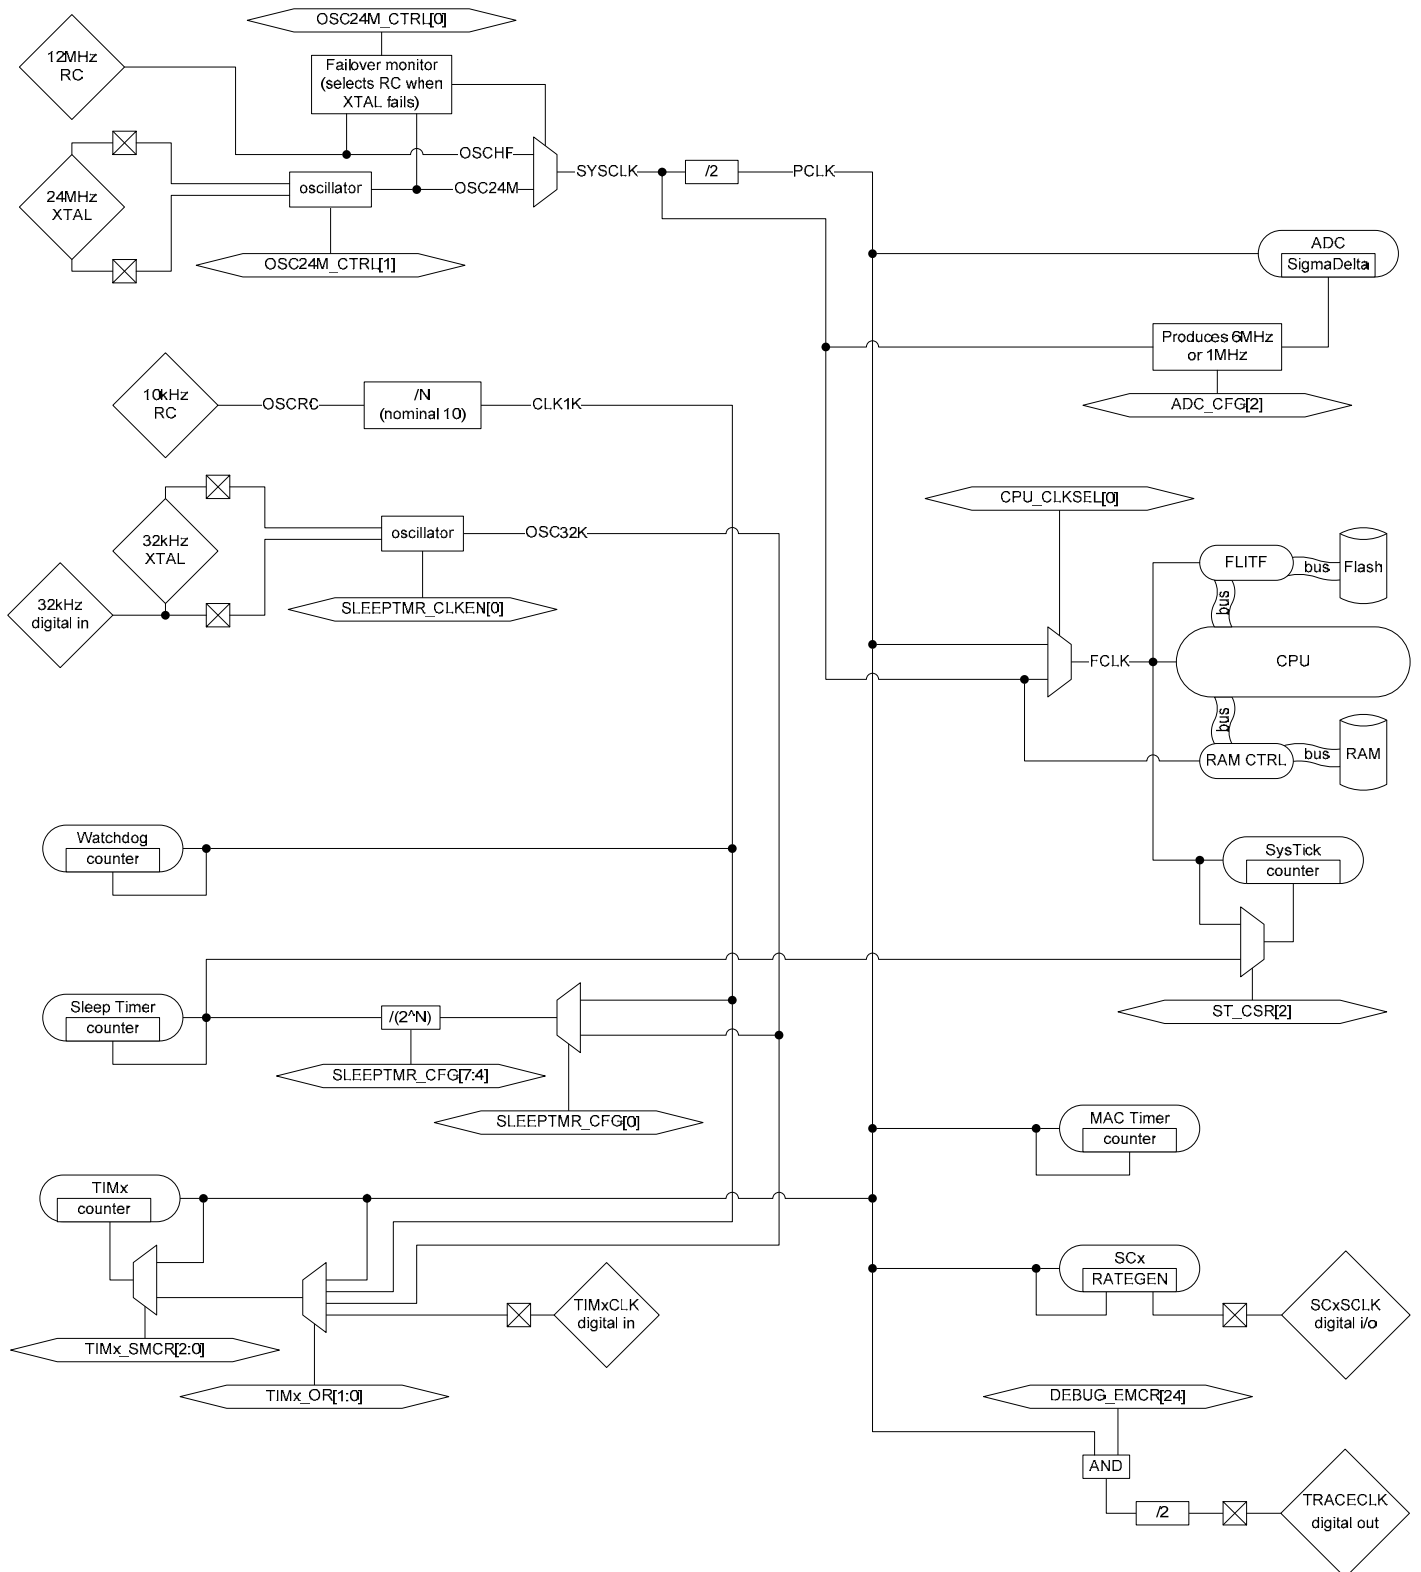 OSC24M_CTRL[0]
12MHz
RC
Failover monitor
(selects RC when
XTAL fails)
OSCHF
SYSCLK
/2
PCLK
24MHz
XTAL
oscillator
OSC24M
OSC24M_CTRL[1]
ADC
SigmaDelta
Produces 6MHz
or 1MHz
ADC_CFG[2]
10kHz
RC
OSCRC
/N
(nominal 10)
CLK1K
CPU_CLKSEL[0]
32kHz
XTAL
oscillator
OSC32K
SLEEPTMR_CLKEN[0]
32kHz
digital in
FLITF
bus
Flash
bus
FCLK
CPU
bus
RAM CTRL
bus
RAM
Watchdog
counter
SysTick
counter
ST_CSR[2]
Sleep Timer
counter
/(2^N)
SLEEPTMR_CFG[7:4]
SLEEPTMR_CFG[0]
MAC Timer
counter
TIMx
counter
TIMx_SMCR[2:0]
TIMx_OR[1:0]
TIMxCLK
digital in
SCx
RATEGEN
SCxSCLK
digital i/o
DEBUG_EMCR[24]
AND
/2
TRACECLK
digital out